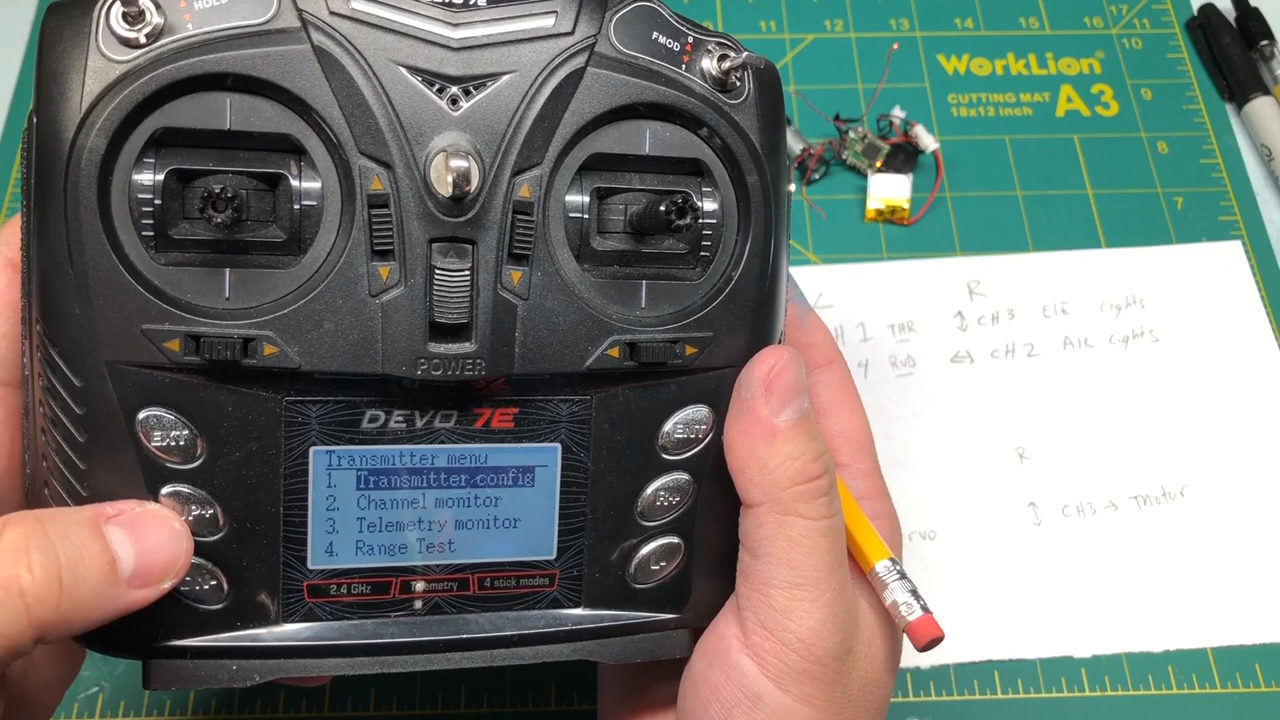 HOLD
1
7E
FMOD
0
1
11
12
13
14
15
16
17
11
10
9
8
7
WorkLion
CUTTING MAT
18x12 inch
A3
POWER
DEVO 7E
EXT
ENT
R+
L-
Transmitter menu
1. Transmitter config
2. Channel monitor
3. Telemetry monitor
4. Range Test
2.4 GHz
Telemetry
4 stick modes
L
R
1 THR
↕ CH3 ElE Lights
4 RUD
↔ CH2 AIL Lights
R
↕ CH3 → Motor